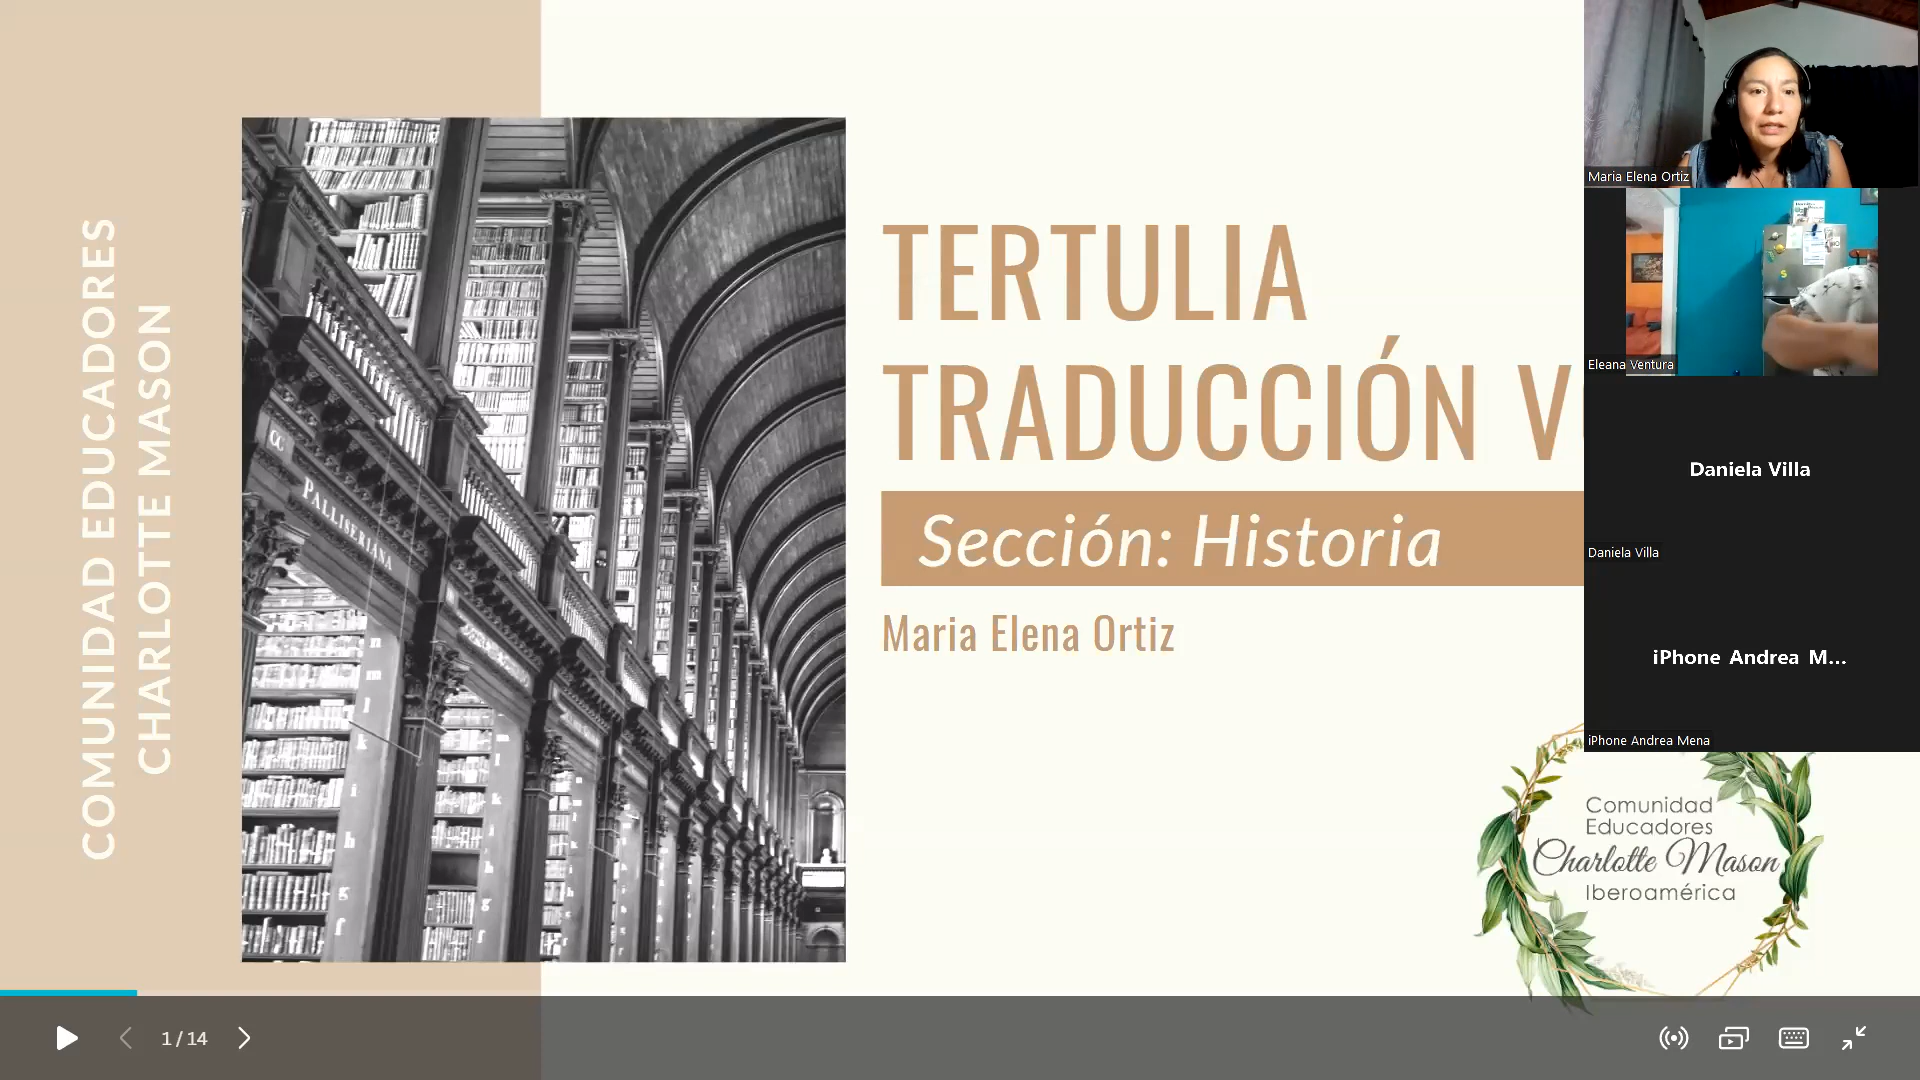 COMUNIDAD EDUCADORES
CHARLOTTE MASON
PALLISERIANA
TERTULIA
TRADUCCIÓN
Sección: Historia
Maria Elena Ortiz
Maria Elena Ortiz
Eleana Ventura
Daniela Villa
Daniela Villa
iPhone Andrea M...
iPhone Andrea Mena
Comunidad
Educadores
Charlotte Mason
Iberoamérica
1 / 14